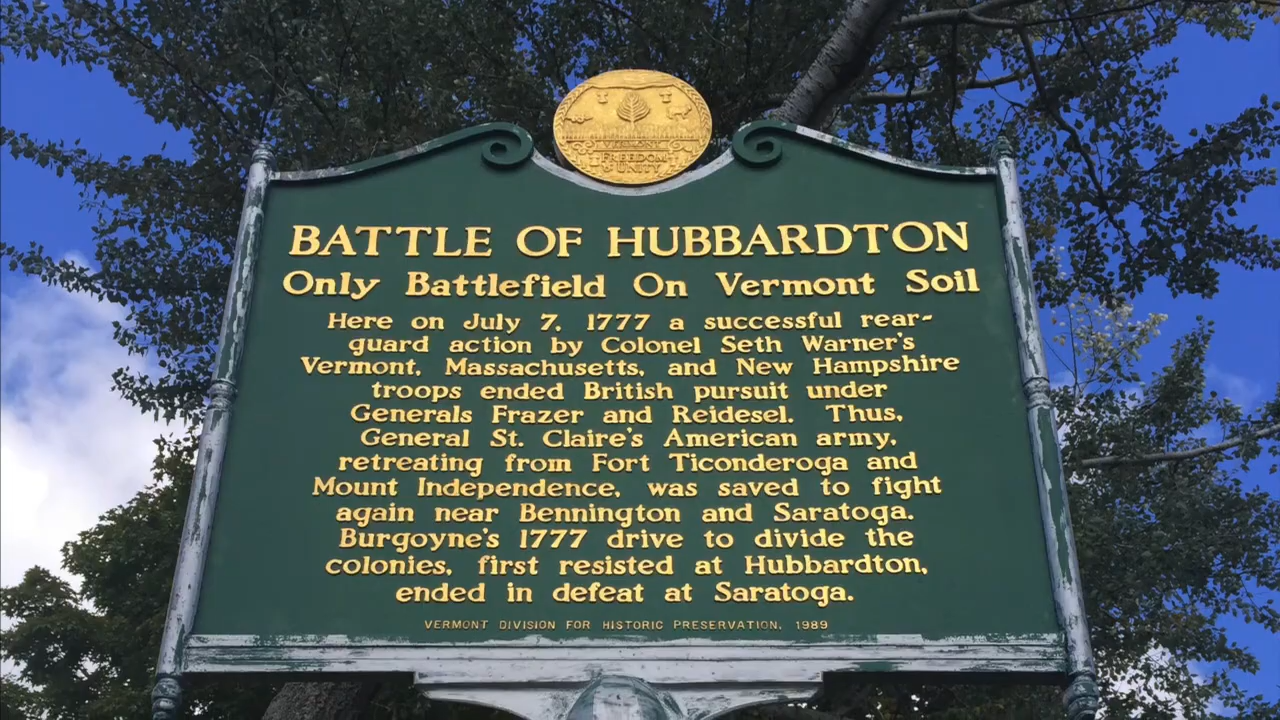 VERMONT
FREEDOM
& UNITY
BATTLE OF HUBBARDTON
Only Battlefield On Vermont Soil
Here on July 7, 1777 a successful rear-
guard action by Colonel Seth Warner's
Vermont, Massachusetts, and New Hampshire
troops ended British pursuit under
Generals Frazer and Reidesel. Thus,
General St. Claire's American army,
retreating from Fort Ticonderoga and
Mount Independence, was saved to fight
again near Bennington and Saratoga.
Burgoyne's 1777 drive to divide the
colonies, first resisted at Hubbardton,
ended in defeat at Saratoga.
VERMONT DIVISION FOR HISTORIC PRESERVATION, 1989